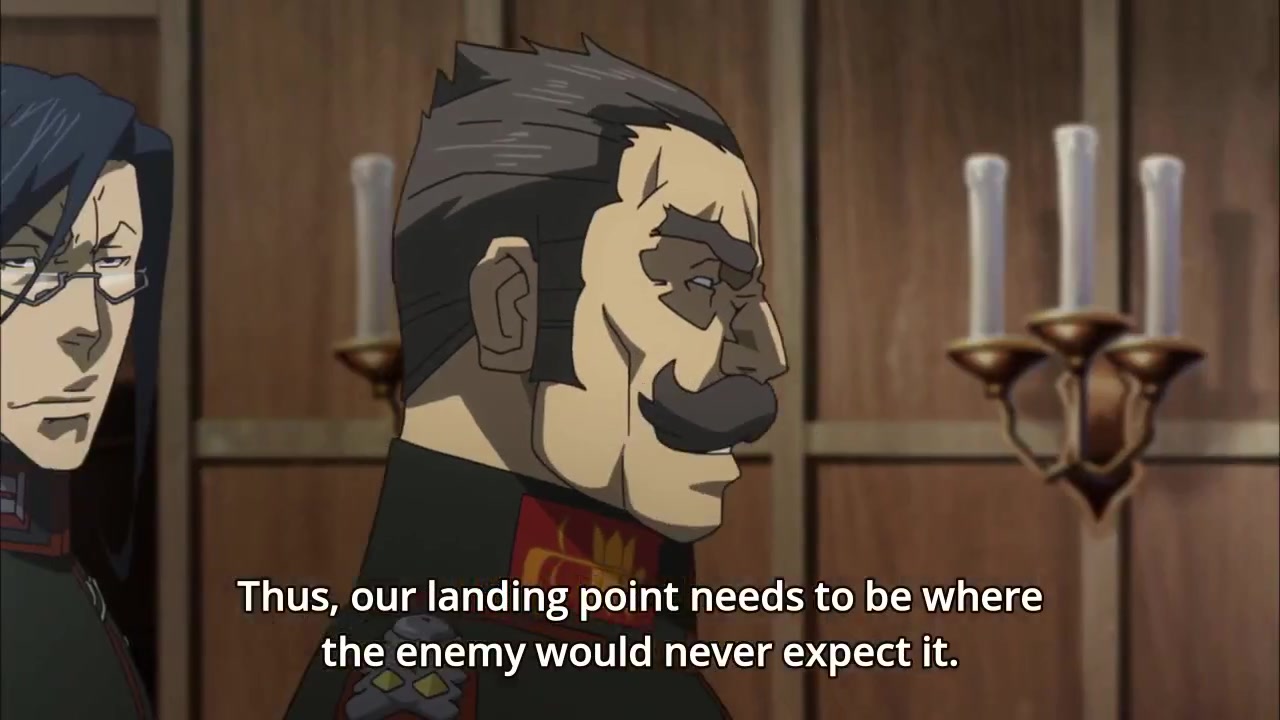 Thus, our landing point needs to be where
the enemy would never expect it.